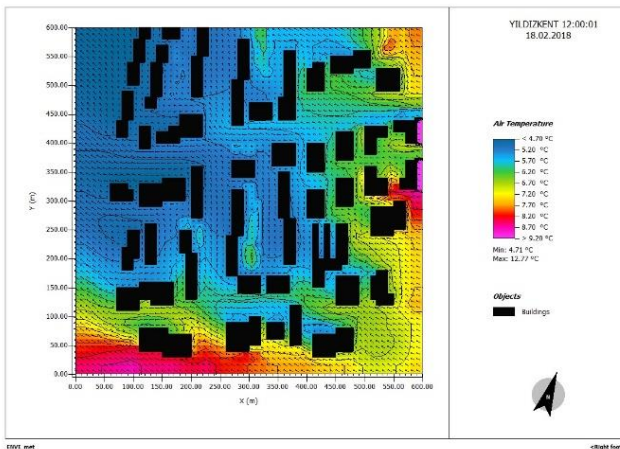 YILDIZKENT 12:00:01
18.02.2018
600.00
550.00
500.00
450.00
400.00
350.00
300.00
250.00
200.00
150.00
100.00
50.00
0.00
Y (m)
0.00 50.00 100.00 150.00 200.00 250.00 300.00 350.00 400.00 450.00 500.00 550.00 600.00
X (m)
Air Temperature
< 4.70 °C
5.20 °C
5.70 °C
6.20 °C
6.70 °C
7.20 °C
7.70 °C
8.20 °C
8.70 °C
> 9.20 °C
Min: 4.71 °C
Max: 12.77 °C
Objects
Buildings
N
ENVI_met
<Right foo